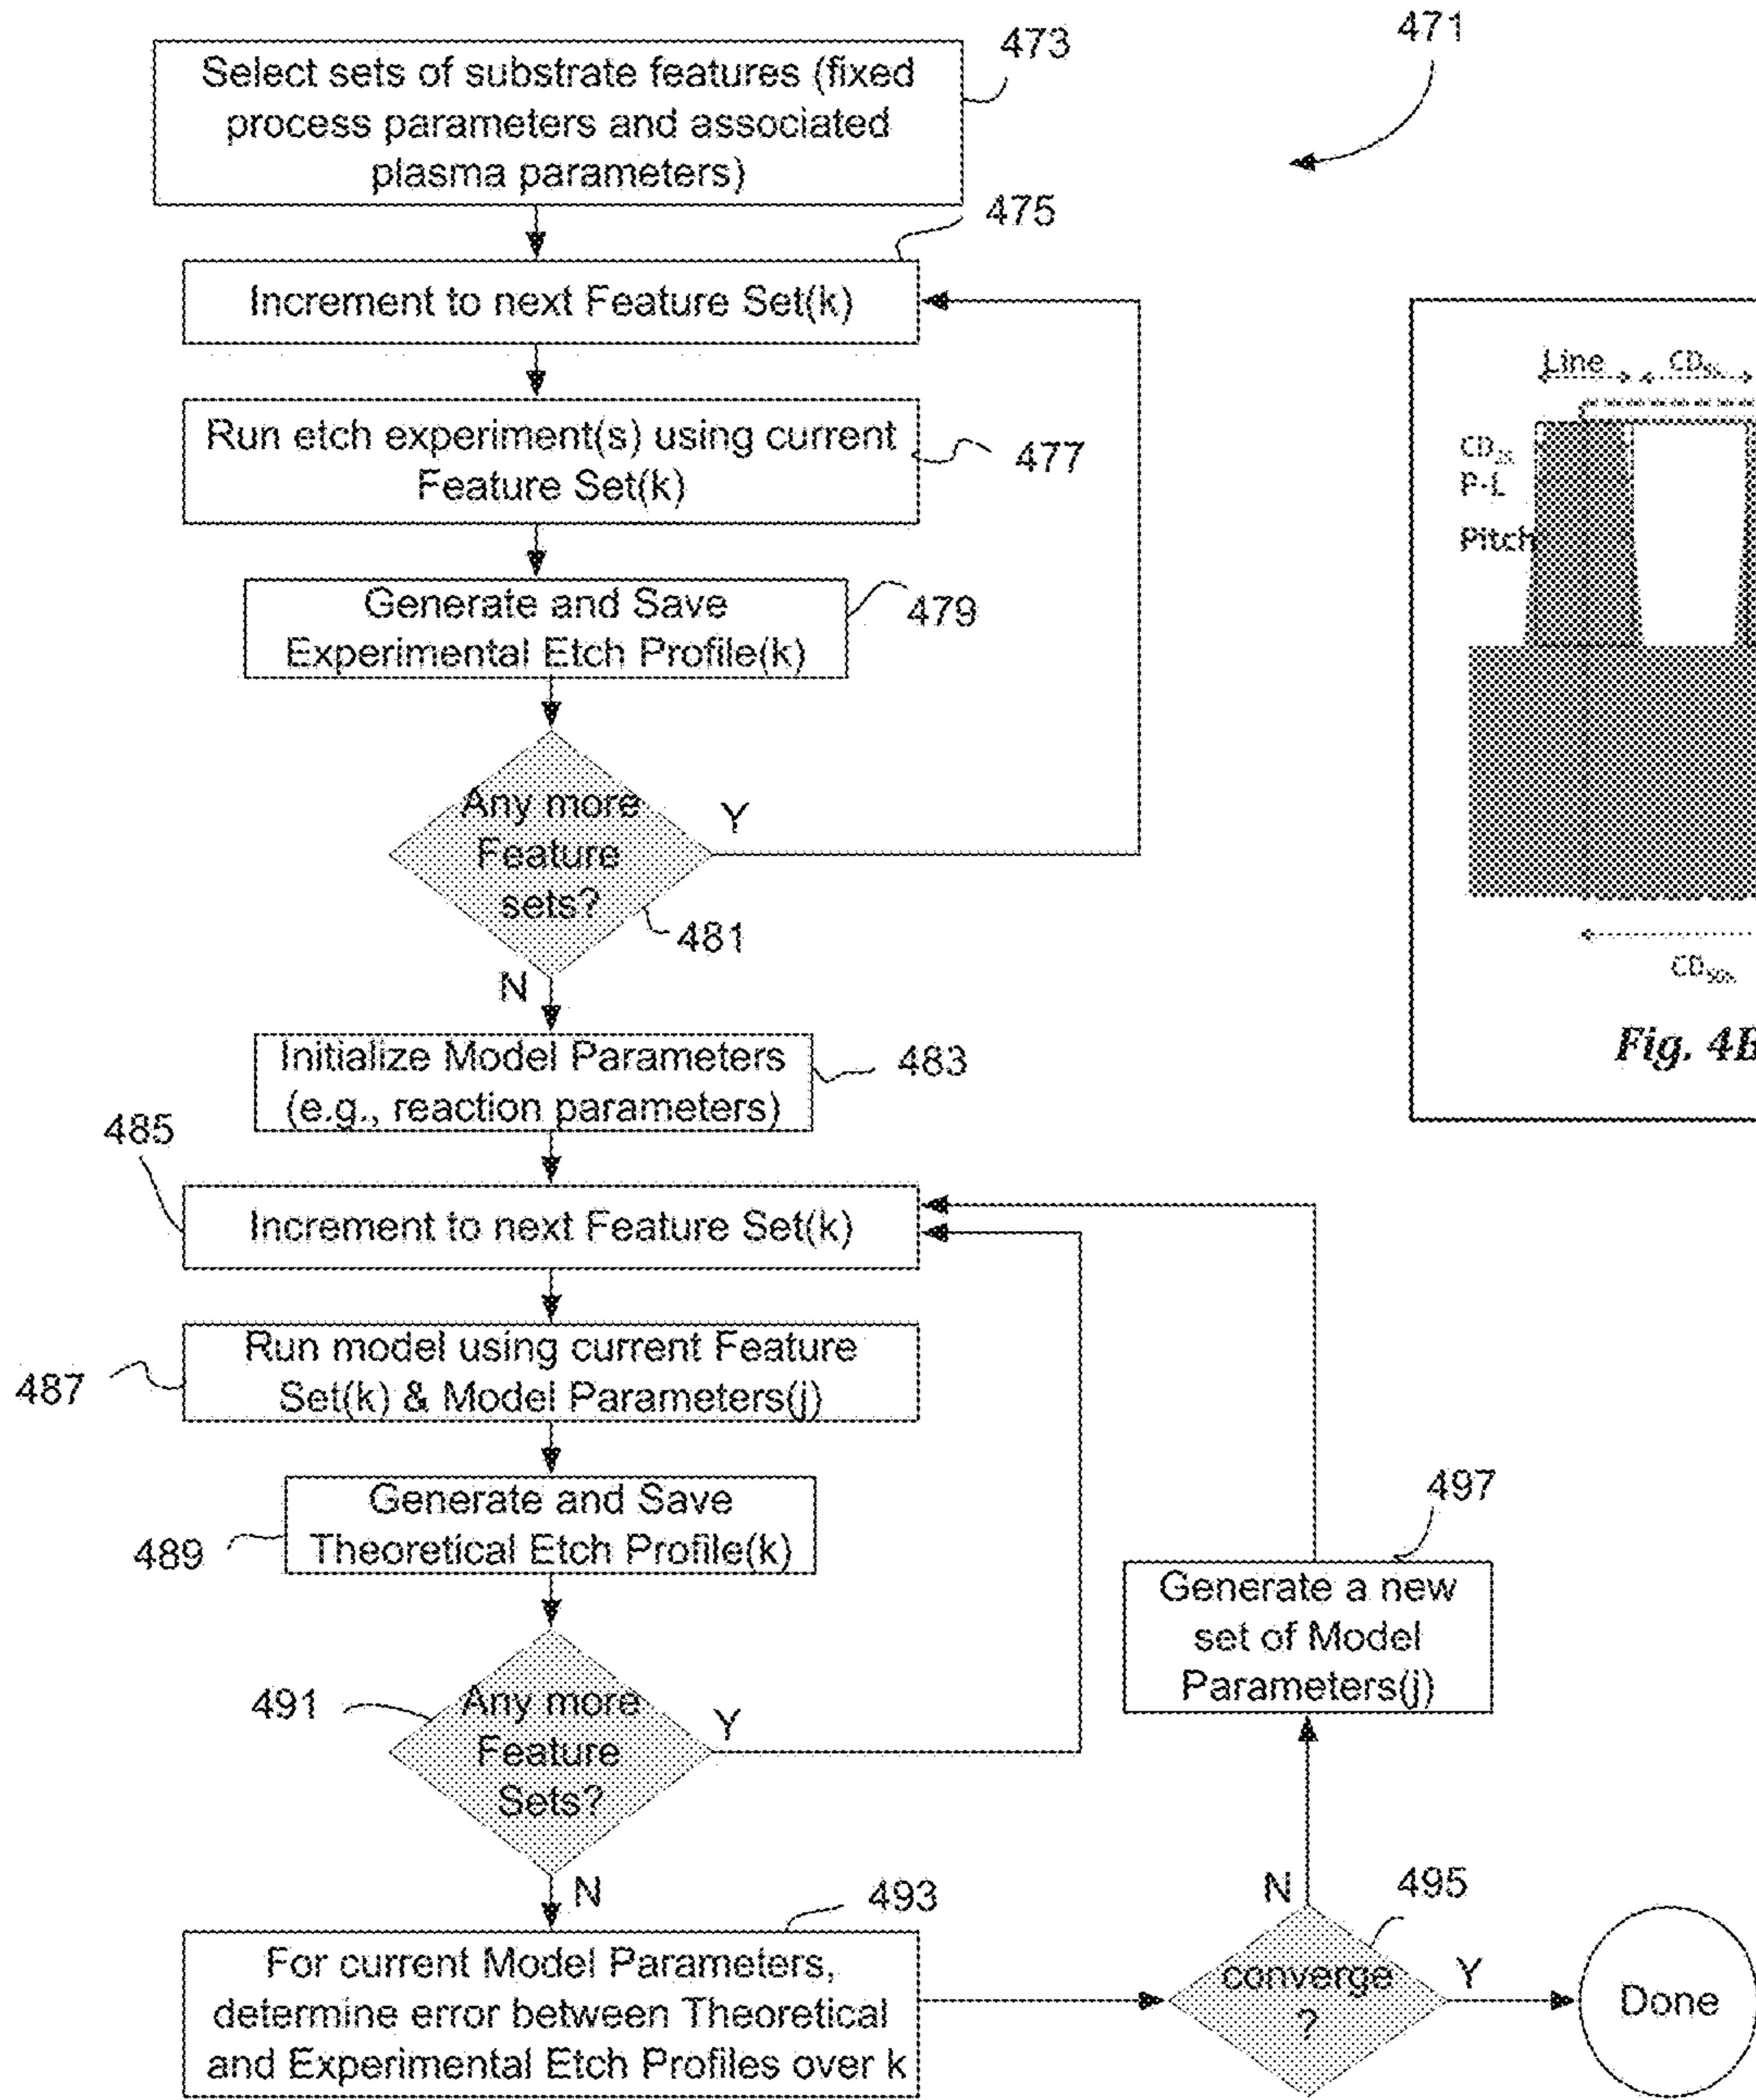 471
473
Select sets of substrate features (fixed
process parameters and associated
plasma parameters)
475
Increment to next Feature Set(k)
Run etch experiment(s) using current
Feature Set(k)
477
Generate and Save
Experimental Etch Profile(k)
479
Any more
Feature
sets?
Y
481
N
Initialize Model Parameters
(e.g., reaction parameters)
483
485
Increment to next Feature Set(k)
Run model using current Feature
Set(k) & Model Parameters(j)
487
Generate and Save
Theoretical Etch Profile(k)
489
Any more
Feature
Sets?
491
Y
N
493
For current Model Parameters,
determine error between Theoretical
and Experimental Etch Profiles over k
converge
?
495
N
Y
Done
497
Generate a new
set of Model
Parameters(j)
Line
P-L
Pitch
Fig. 4B